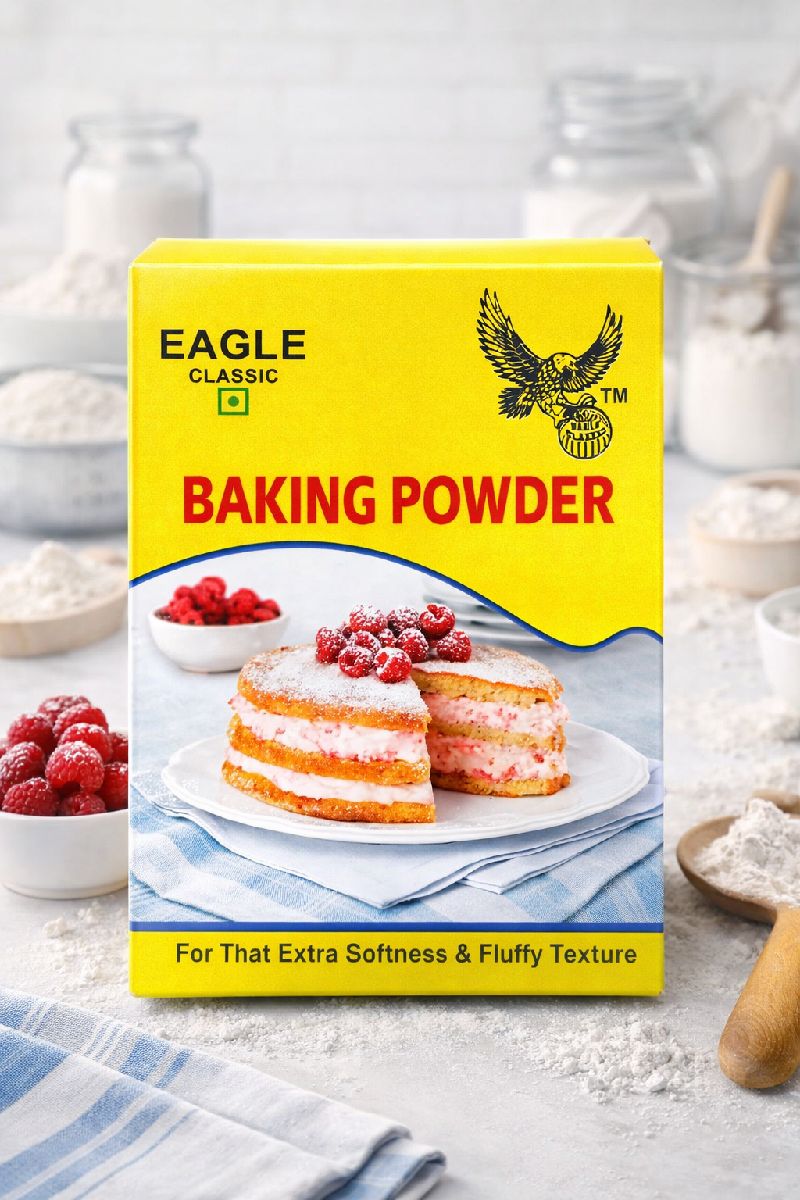 EAGLE
CLASSIC
TM
BAKING POWDER
For That Extra Softness & Fluffy Texture